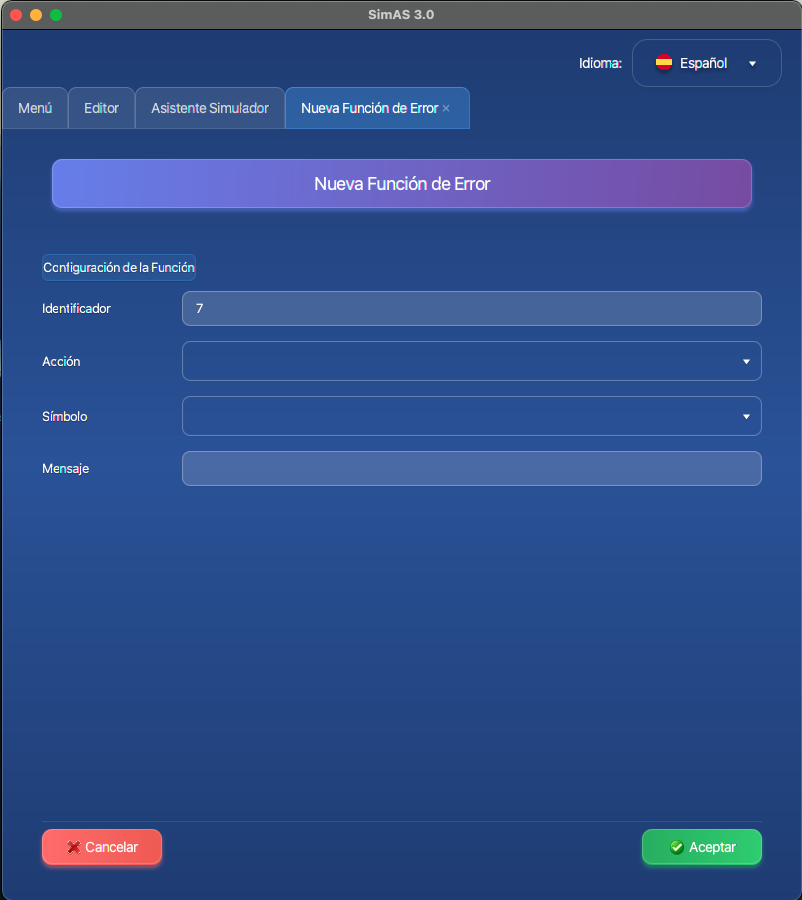 SimAS 3.0
Idioma: Español
Menú Editor Asistente Simulador Nueva Función de Error ×
Nueva Función de Error
Configuración de la Función
Identificador 7
Acción
Símbolo
Mensaje
Cancelar Aceptar